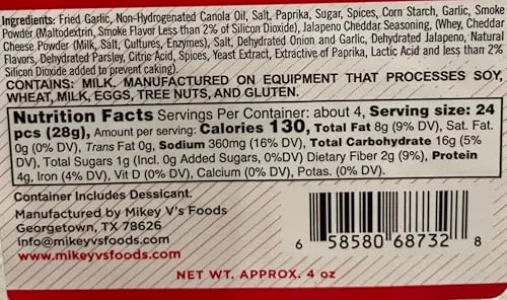 Ingredients: Fried Garlic, Non-Hydrogenated Canola Oil, Salt, Paprika, Sugar, Spices, Corn Starch, Garlic, Smoke
Powder (Maltodextrin, Smoke Flavor Less than 2% of Silicon Dioxide), Jalapeno Cheddar Seasoning, (Whey, Cheddar
Cheese Powder (Milk, Salt, Cultures, Enzymes), Salt, Dehydrated Onion and Garlic, Dehydrated Jalapeno, Natural
Flavors, Dehydrated Parsley, Citric Acid, Spices, Yeast Extract, Extractive of Paprika, Lactic Acid and less than 2%
Silicon Dioxide added to prevent caking).
CONTAINS: MILK. MANUFACTURED ON EQUIPMENT THAT PROCESSES SOY,
WHEAT, MILK, EGGS, TREE NUTS, AND GLUTEN.
Nutrition Facts Servings Per Container: about 4, Serving size: 24
pcs (28g), Amount per serving: Calories 130, Total Fat 8g (9% DV), Sat. Fat.
0g (0% DV), Trans Fat 0g, Sodium 360mg (16% DV), Total Carbohydrate 16g (5%
DV), Total Sugars 1g (Incl. 0g Added Sugars, 0%DV) Dietary Fiber 2g (9%), Protein
4g, Iron (4% DV), Vit D (0% DV), Calcium (0% DV), Potas. (0% DV).
Container Includes Dessicant.
Manufactured by Mikey V's Foods
Georgetown, TX 78626
info@mikeyvsfoods.com
www.mikeyvsfoods.com
6 58580 68732 8
NET WT. APPROX. 4 oz